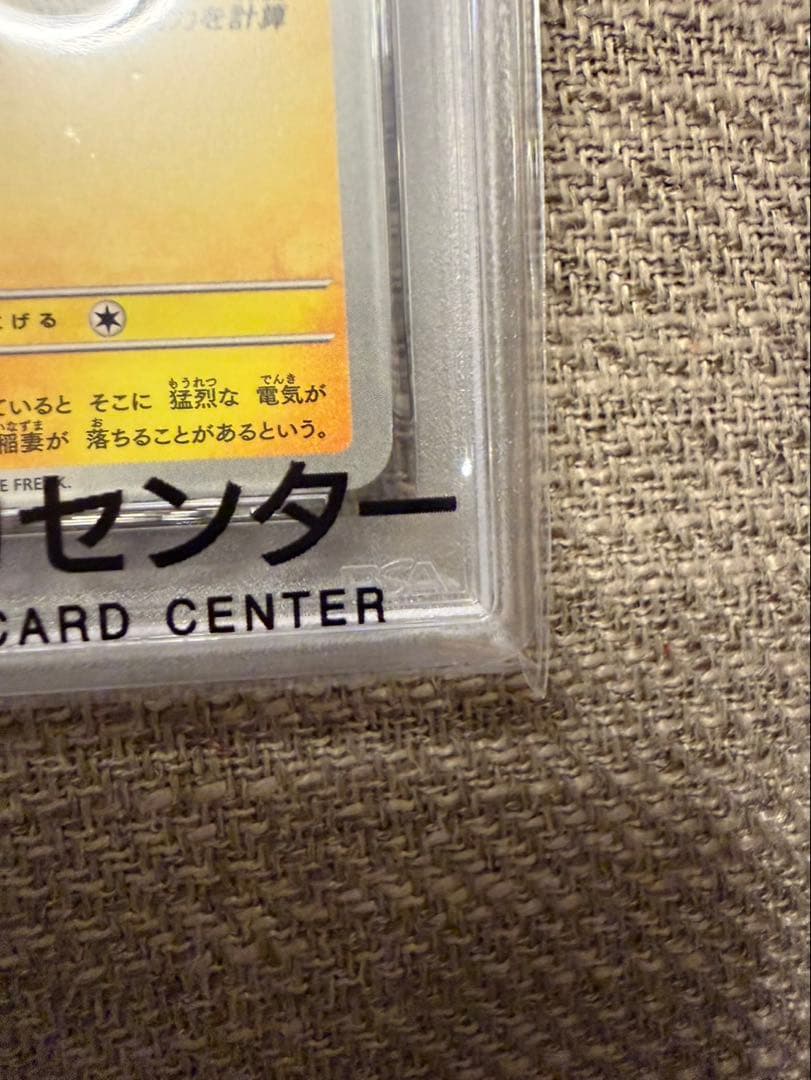 を計算
げる
ていると そこに 猛烈な 電気が
稲妻が 落ちることがあるという。
E FREAK.
センター
CARD CENTER
PSA